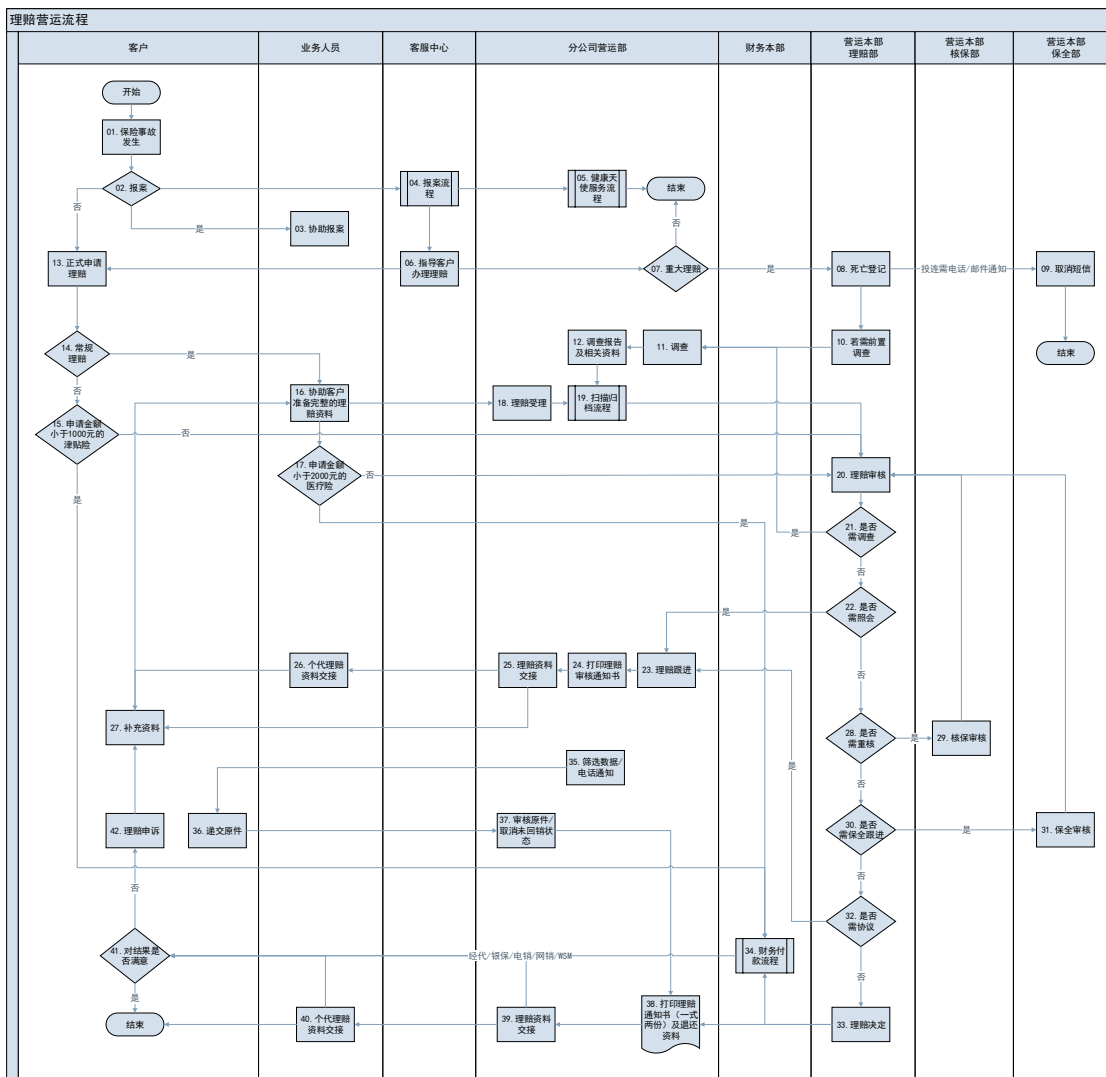 理赔营运流程
客户
业务人员
客服中心
分公司营运部
财务本部
营运本部
理赔部
营运本部
核保部
营运本部
保全部
开始
01. 保险事故
发生
02. 报案
04. 报案流
程
05. 健康天
使服务流
程
结束
否
是
03. 协助报案
否
13. 正式申请
理赔
06. 指导客户
办理理赔
07. 重大理赔
是
08. 死亡登记
投连需电话/邮件通知
09. 取消短信
14. 常规
理赔
是
12. 调查报告
及相关资料
11. 调查
10. 若需前置
调查
结束
否
16. 协助客户
准备完整的理
赔资料
18. 理赔受理
19. 扫描归
档流程
15. 申请金额
小于1000元的
津贴险
否
17. 申请金额
小于2000元的
医疗险
否
20. 理赔审核
是
是
21. 是否
需调查
是
否
22. 是否
需照会
是
否
26. 个代理赔
资料交接
25. 理赔资料
交接
24. 打印理赔
审核通知书
23. 理赔跟进
27. 补充资料
28. 是否
需重核
是
29. 核保审核
35. 筛选数据/
电话通知
是
否
42. 理赔申诉
36. 递交原件
37. 审核原件/
取消未回销状
态
30. 是否
需保全跟进
是
31. 保全审核
否
否
32. 是否
需协议
41. 对结果是
否满意
经代/银保/电销/网销/WSM
34. 财务付
款流程
否
是
结束
40. 个代理赔
资料交接
39. 理赔资料
交接
38. 打印理赔
通知书（一式
两份）及退还
资料
33. 理赔决定